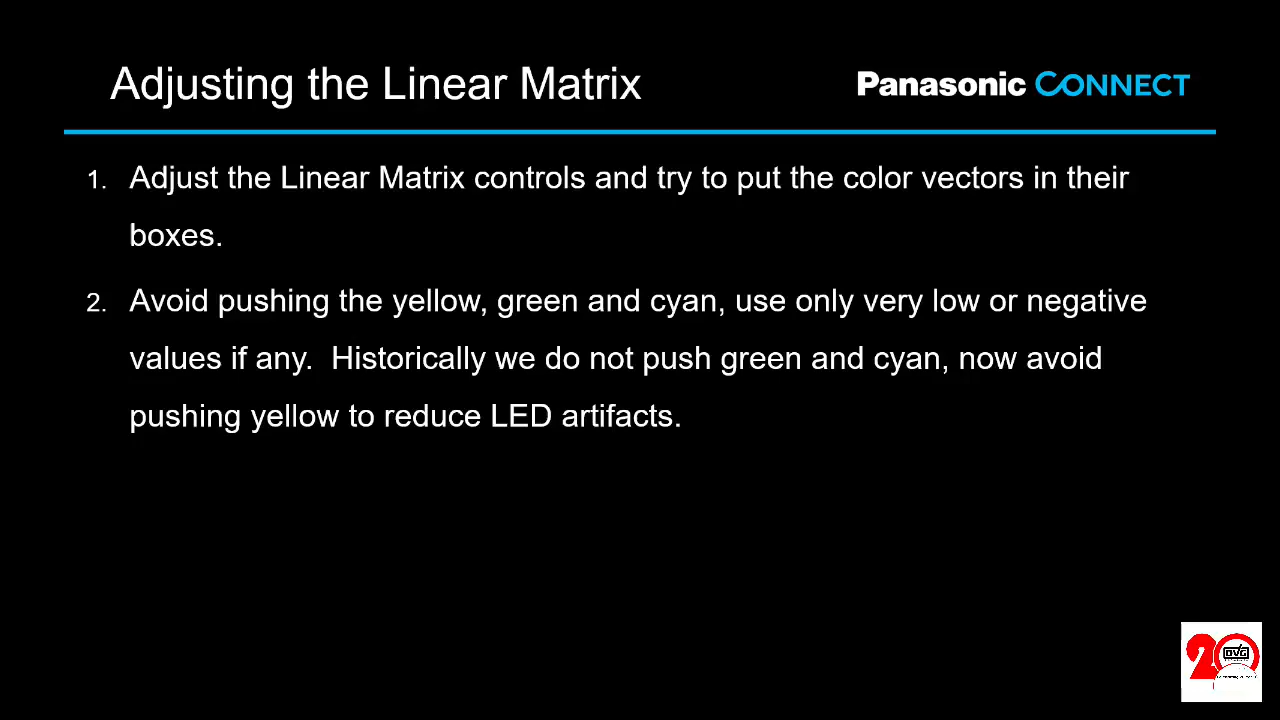 Adjusting the Linear Matrix
Panasonic CONNECT
1. Adjust the Linear Matrix controls and try to put the color vectors in their
boxes.
2. Avoid pushing the yellow, green and cyan, use only very low or negative
values if any.  Historically we do not push green and cyan, now avoid
pushing yellow to reduce LED artifacts.
20
DVG